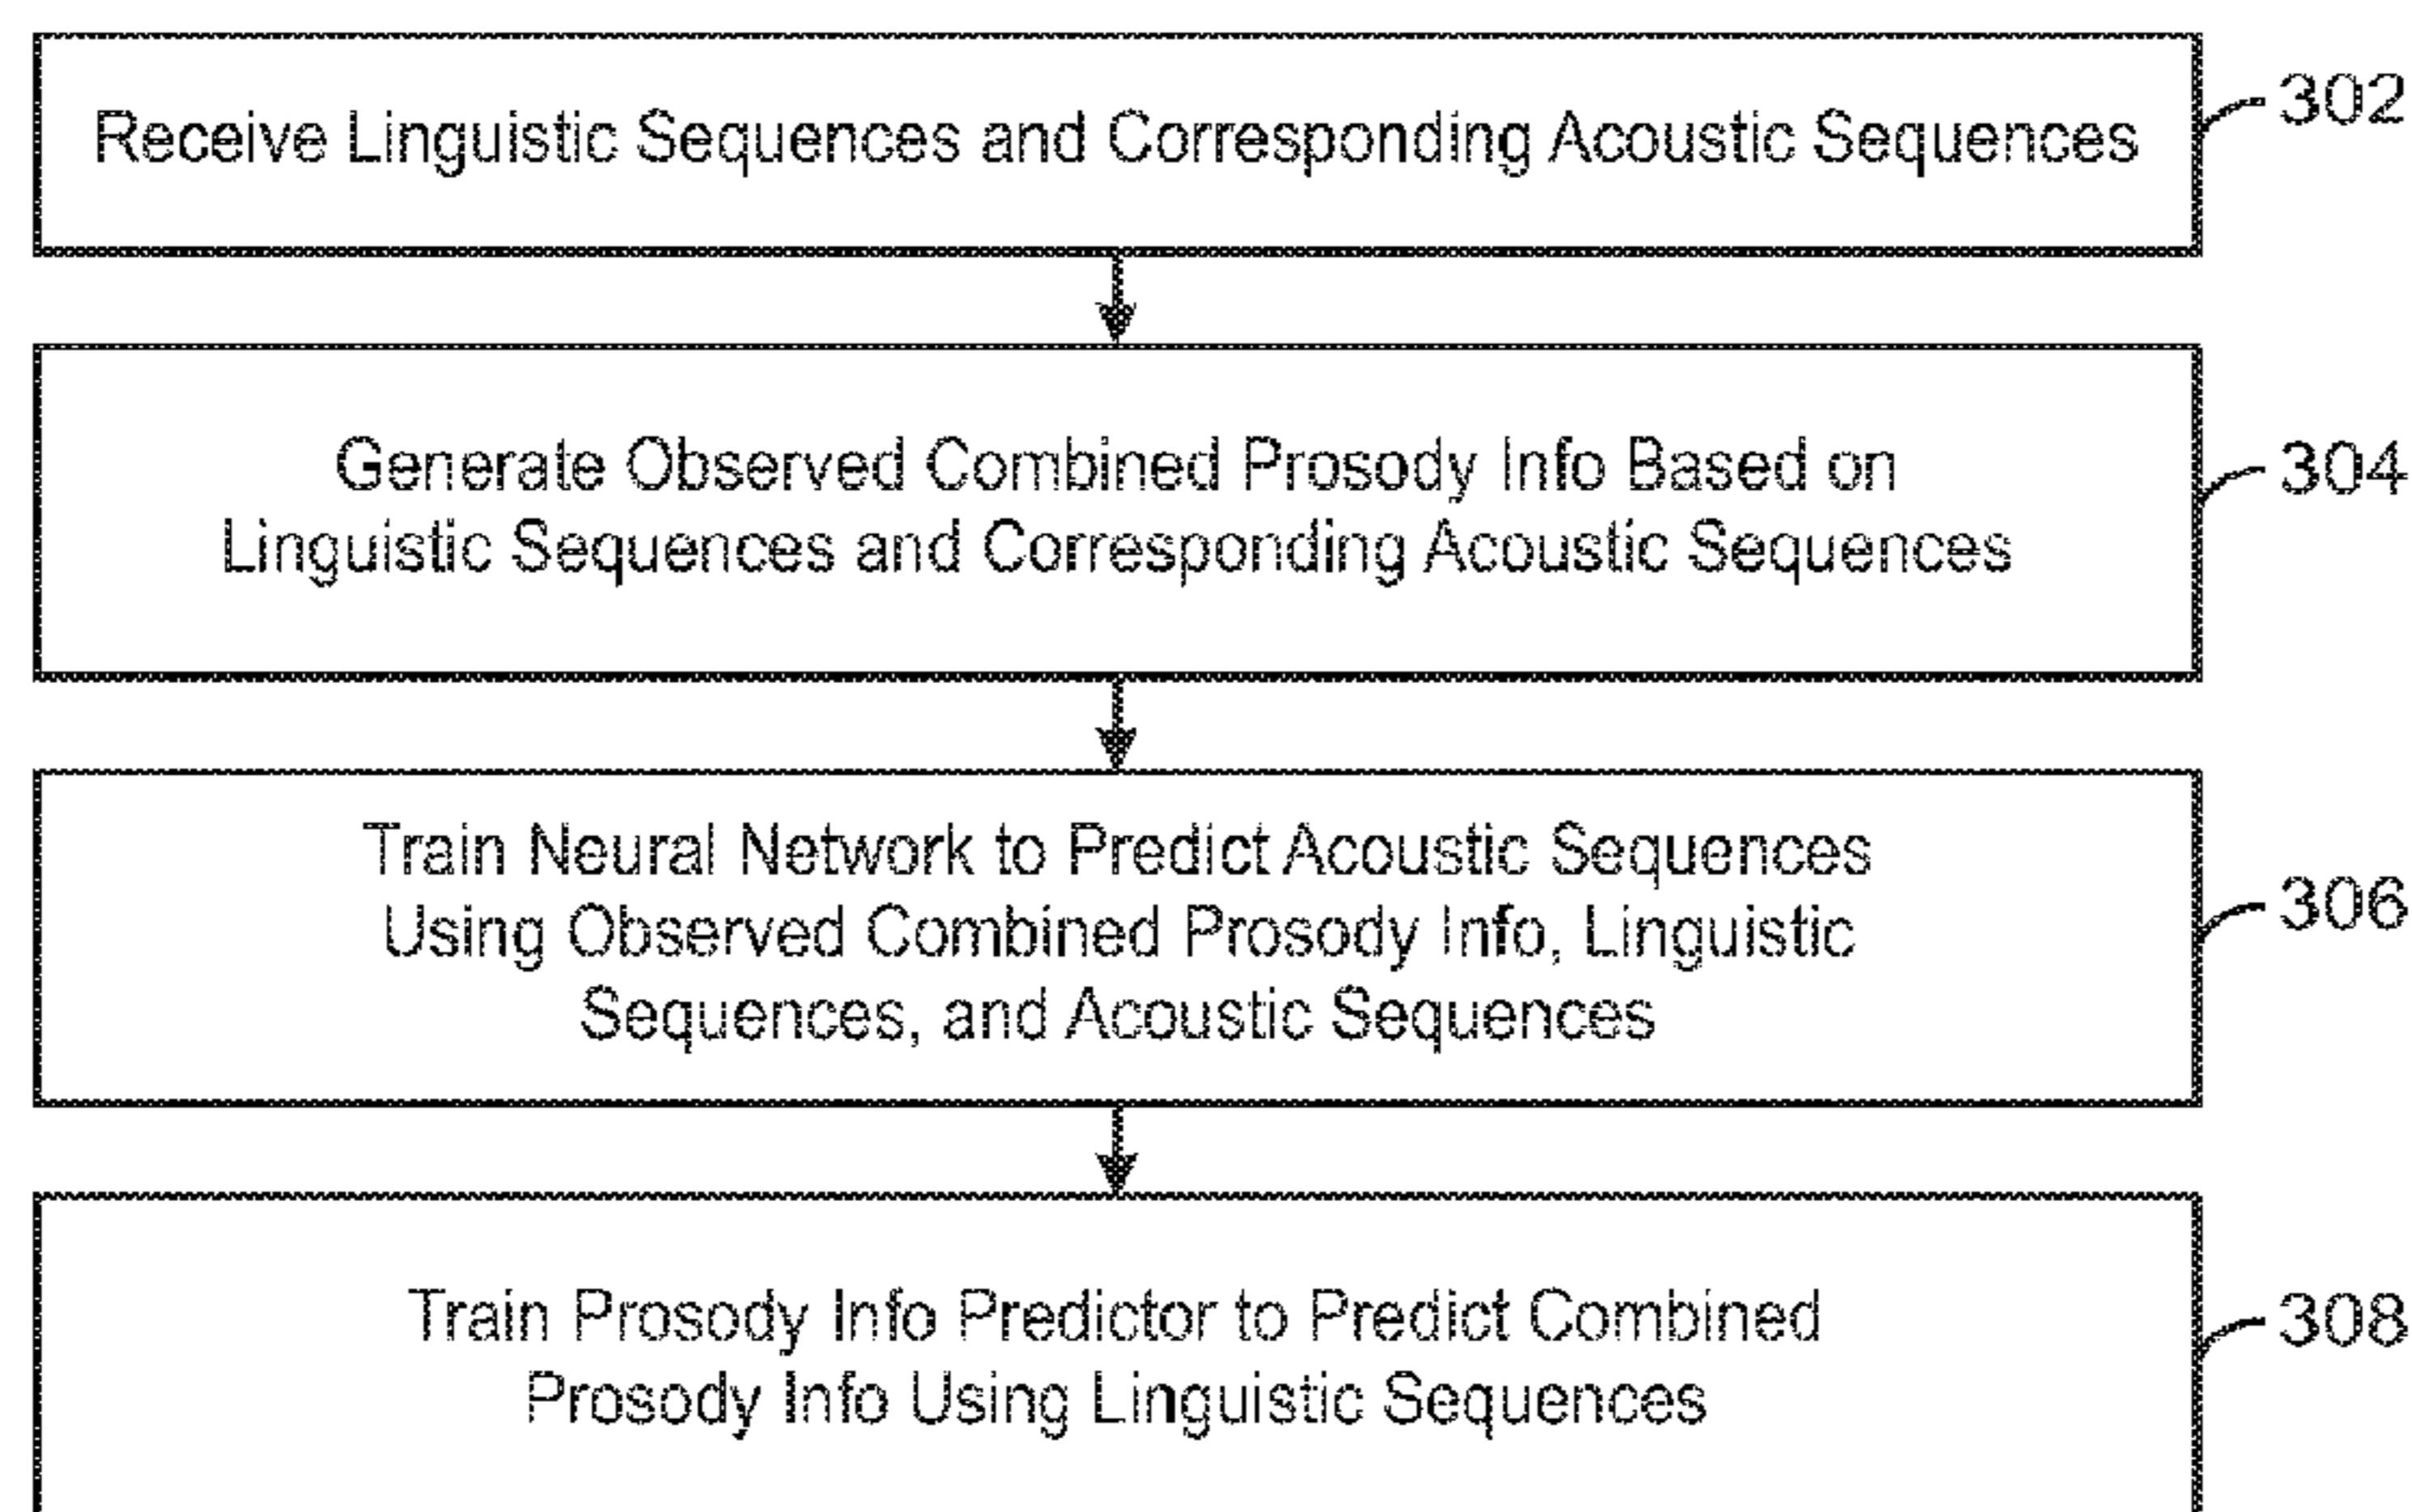 Receive Linguistic Sequences and Corresponding Acoustic Sequences
302
Generate Observed Combined Prosody Info Based on
Linguistic Sequences and Corresponding Acoustic Sequences
304
Train Neural Network to Predict Acoustic Sequences
Using Observed Combined Prosody Info, Linguistic
Sequences, and Acoustic Sequences
306
Train Prosody Info Predictor to Predict Combined
Prosody Info Using Linguistic Sequences
308